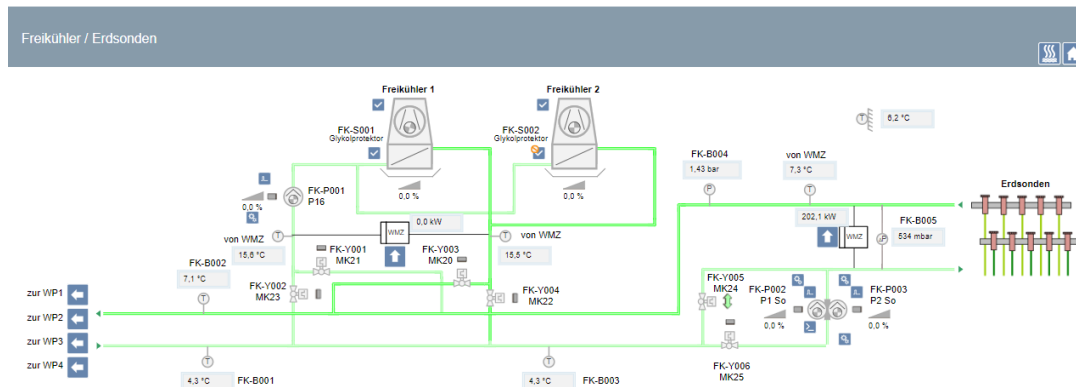 Freikühler / Erdsonden
Freikühler 1
Freikühler 2
FK-S001
Glykolprotektor
FK-S002
Glykolprotektor
6,2 °C
FK-B004
1,43 bar
von WMZ
7,3 °C
Erdsonden
FK-P001
P16
0,0 %
0,0 %
0,0 %
0,0 kW
WMZ
202,1 kW
WMZ
FK-B005
534 mbar
von WMZ
15,6 °C
von WMZ
15,5 °C
FK-Y001
MK21
FK-Y003
MK20
FK-B002
7,1 °C
FK-Y002
MK23
FK-Y004
MK22
FK-Y005
MK24
FK-P002
P1 So
0,0 %
FK-P003
P2 So
0,0 %
zur WP1
zur WP2
zur WP3
zur WP4
FK-Y006
MK25
4,3 °C
FK-B001
4,3 °C
FK-B003